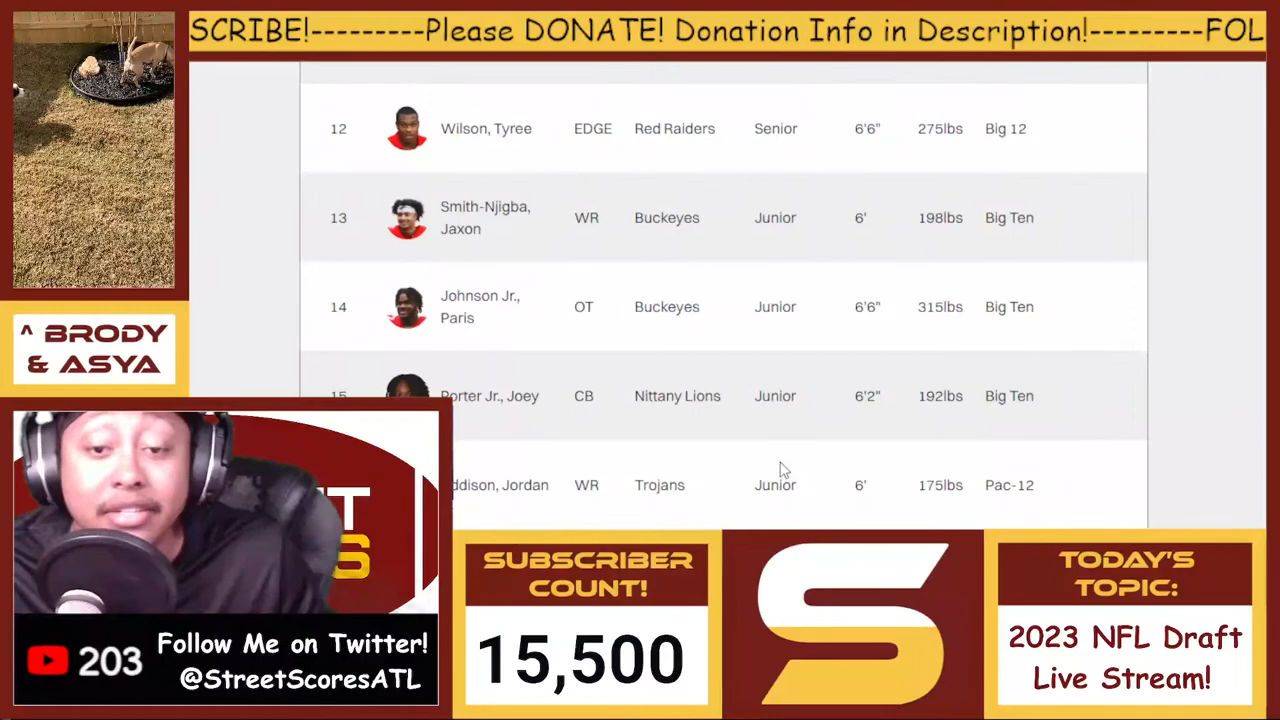 SCRIBE!---------Please DONATE! Donation Info in Description!---------FOL
12 Wilson, Tyree EDGE Red Raiders Senior 6'6" 275lbs Big 12
13 Smith-Njigba, Jaxon WR Buckeyes Junior 6' 198lbs Big Ten
14 Johnson Jr., Paris OT Buckeyes Junior 6'6" 315lbs Big Ten
15 Porter Jr., Joey CB Nittany Lions Junior 6'2" 192lbs Big Ten
ddison, Jordan WR Trojans Junior 6' 175lbs Pac-12
^ BRODY
& ASYA
T
S
203
Follow Me on Twitter!
@StreetScoresATL
SUBSCRIBER
COUNT!
15,500
S
TODAY'S
TOPIC:
2023 NFL Draft
Live Stream!